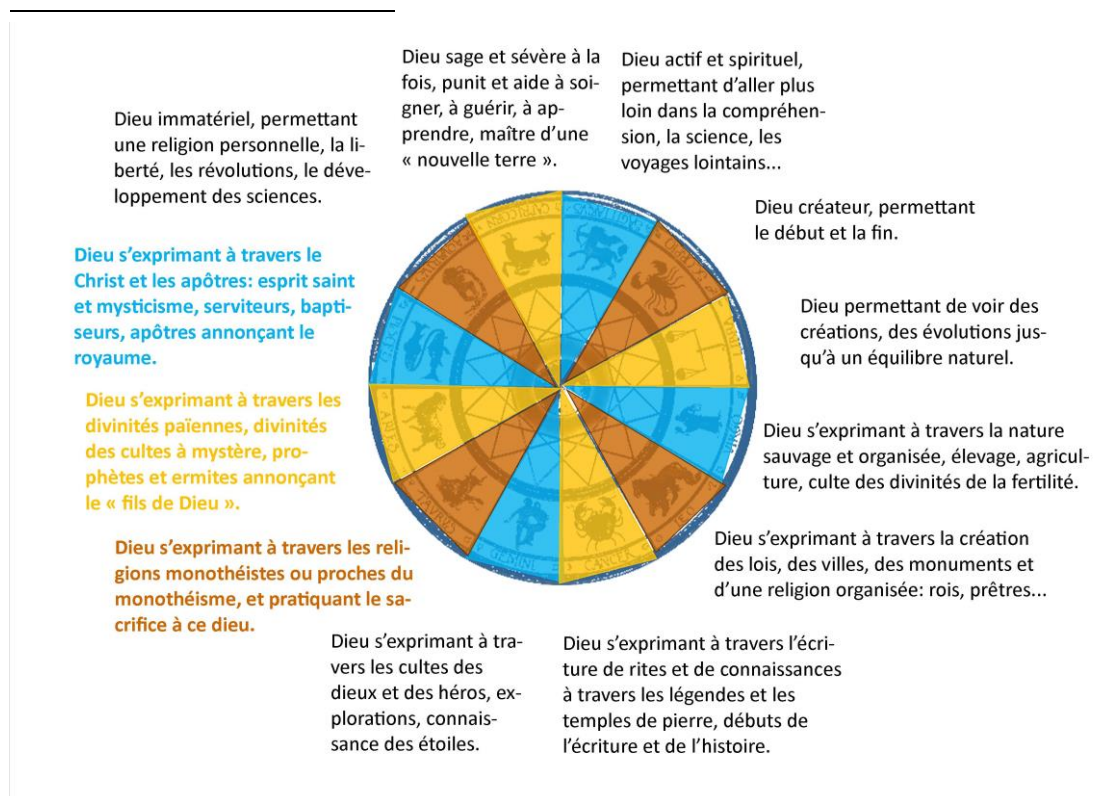 Dieu sage et sévère à la
fois, punit et aide à soi-
gner, à guérir, à ap-
prendre, maître d’une
« nouvelle terre ».
Dieu actif et spirituel,
permettant d’aller plus
loin dans la compréhen-
sion, la science, les
voyages lointains...
Dieu immatériel, permettant
une religion personnelle, la li-
berté, les révolutions, le déve-
loppement des sciences.
Dieu créateur, permettant
le début et la fin.
Dieu s’exprimant à travers le
Christ et les apôtres: esprit saint
et mysticisme, serviteurs, bapti-
seurs, apôtres annonçant le
royaume.
Dieu permettant de voir des
créations, des évolutions jus-
qu’à un équilibre naturel.
Dieu s’exprimant à travers les
divinités païennes, divinités
des cultes à mystère, pro-
phètes et ermites annonçant
le « fils de Dieu ».
Dieu s’exprimant à travers la nature
sauvage et organisée, élevage, agricul-
ture, culte des divinités de la fertilité.
Dieu s’exprimant à travers les reli-
gions monothéistes ou proches du
monothéisme, et pratiquant le sa-
crifice à ce dieu.
Dieu s’exprimant à travers la création
des lois, des villes, des monuments et
d’une religion organisée: rois, prêtres...
Dieu s’exprimant à tra-
vers les cultes des
dieux et des héros, ex-
plorations, connais-
sance des étoiles.
Dieu s’exprimant à travers l’écri-
ture de rites et de connaissances
à travers les légendes et les
temples de pierre, débuts de
l’écriture et de l’histoire.
CAPRICORN
ARIES
TAURUS
GEMINI
CANCER
LEO